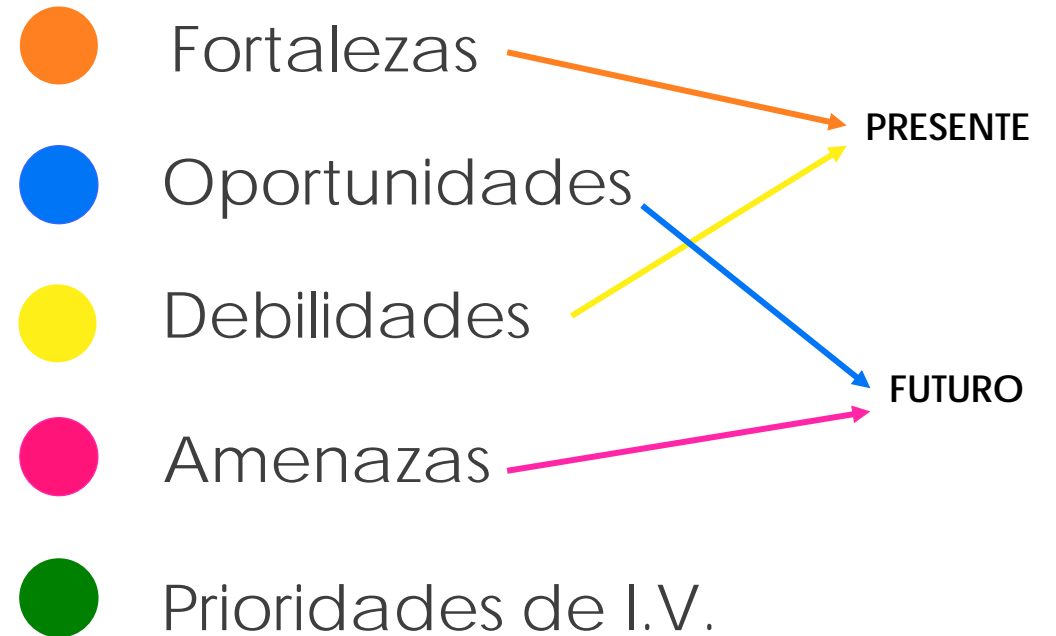 Fortalezas
PRESENTE
Oportunidades
Debilidades
FUTURO
Amenazas
Prioridades de I.V.